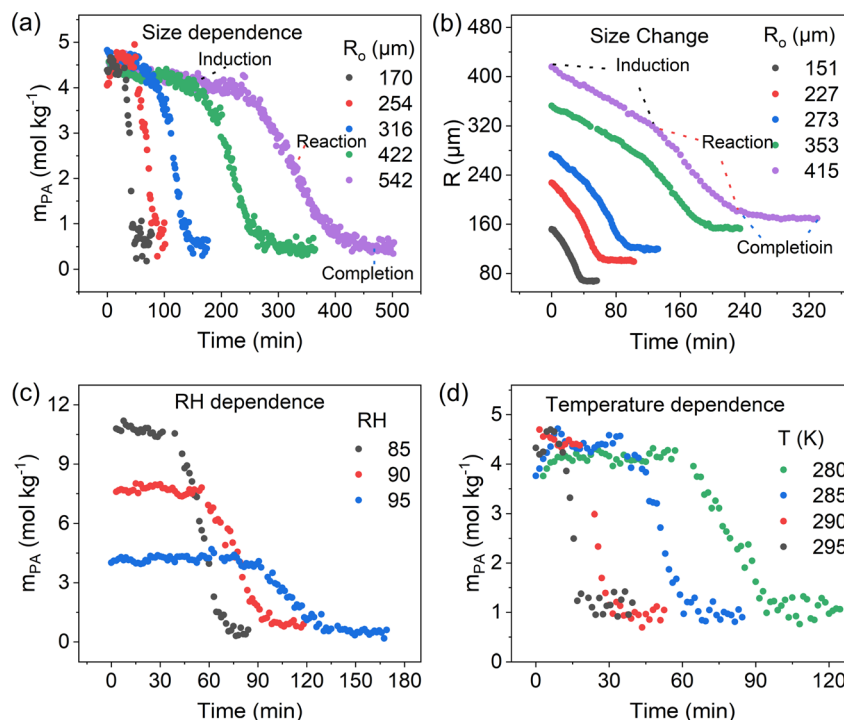 (a)
Size dependence
Rₒ (μm)
Induction
170
254
316
422
542
Reaction
Completion
m_PA (mol kg⁻¹)
5
4
3
2
1
0
0 100 200 300 400 500
Time (min)
(b)
Size Change
Rₒ (μm)
Induction
151
227
273
353
415
Reaction
Completioin
R (μm)
480
400
320
240
160
80
0 80 160 240 320
Time (min)
(c)
RH dependence
RH
85
90
95
m_PA (mol kg⁻¹)
12
9
6
3
0
0 30 60 90 120 150 180
Time (min)
(d)
Temperature dependence
T (K)
280
285
290
295
m_PA (mol kg⁻¹)
5
4
3
2
1
0
0 30 60 90 120
Time (min)